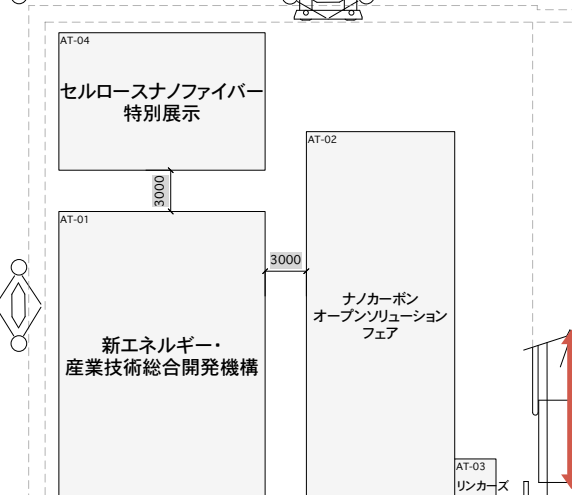 AT-04
セルロースナノファイバー
特別展示
3000
AT-01
新エネルギー・
産業技術総合開発機構
3000
AT-02
ナノカーボン
オープンソリューション
フェア
AT-03
リンカーズ